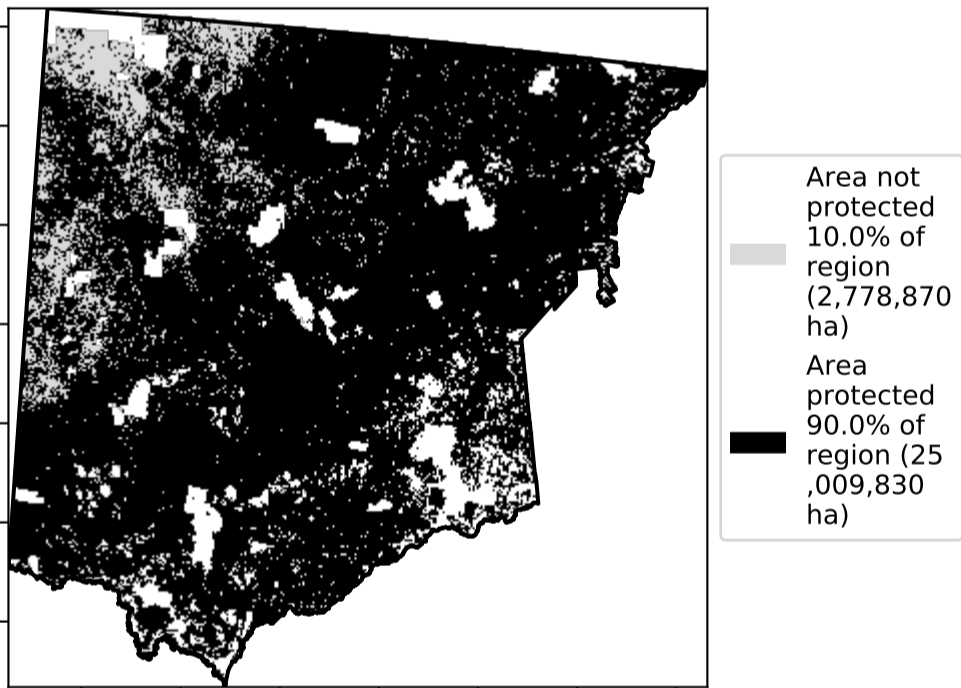 Area not
protected
10.0% of
region
(2,778,870
ha)
Area
protected
90.0% of
region (25
,009,830
ha)